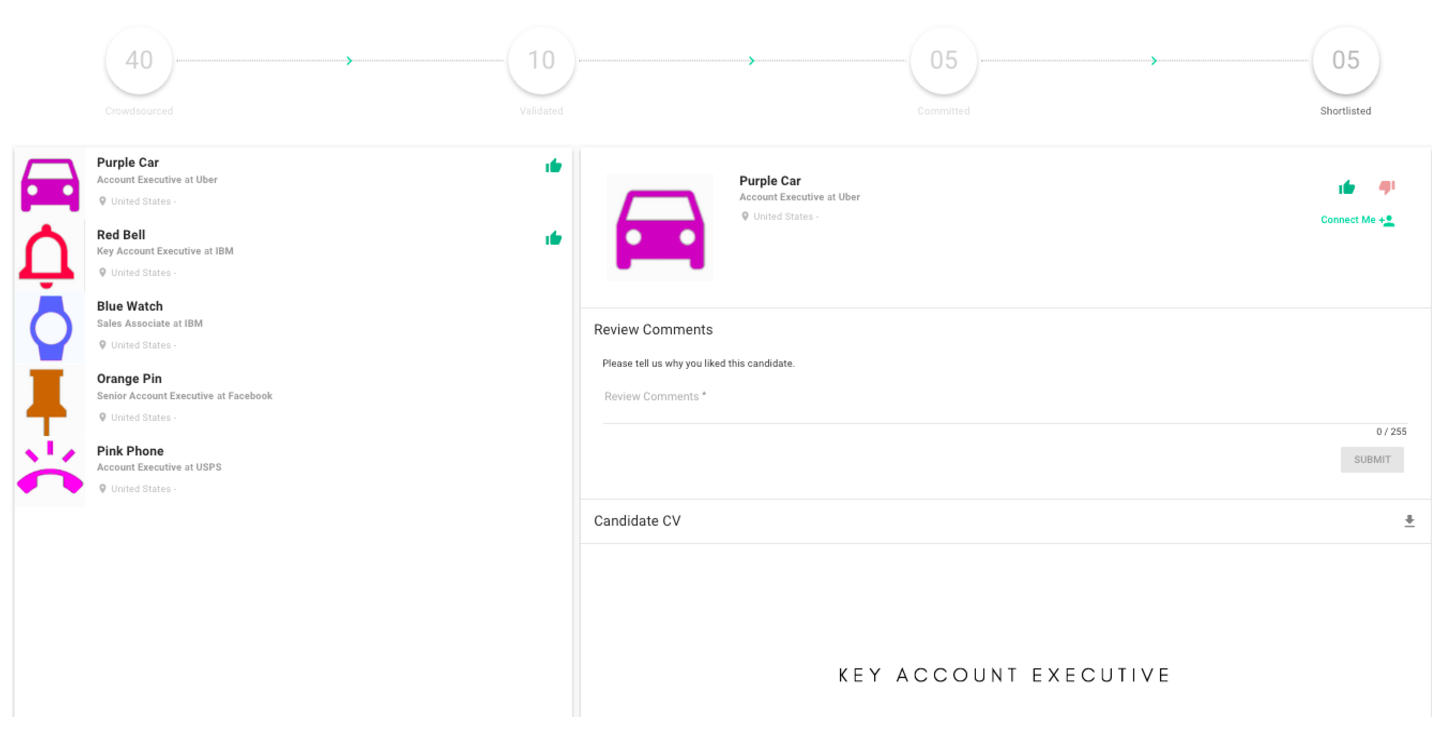 40
10
05
05
Crowdsourced
Validated
Committed
Shortlisted
Purple Car
Account Executive at Uber
United States -
Red Bell
Key Account Executive at IBM
United States -
Blue Watch
Sales Associate at IBM
United States -
Orange Pin
Senior Account Executive at Facebook
United States -
Pink Phone
Account Executive at USPS
United States -
Purple Car
Account Executive at Uber
United States -
Connect Me
Review Comments
Please tell us why you liked this candidate.
Review Comments *
0 / 255
SUBMIT
Candidate CV
KEY ACCOUNT EXECUTIVE